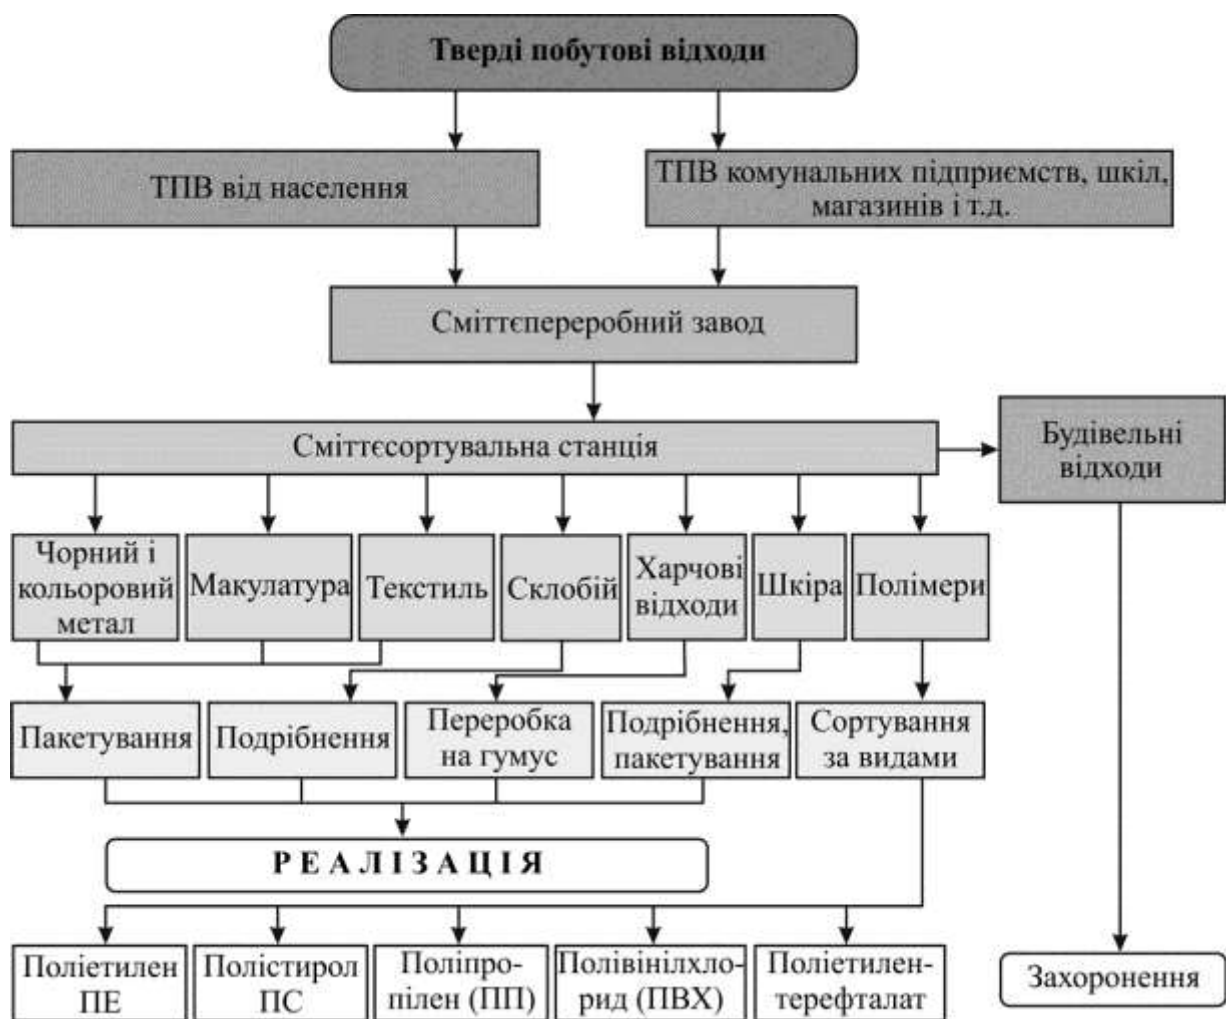 Тверді побутові відходи
ТПВ від населення
ТПВ комунальних підприємств, шкіл,
магазинів і т.д.
Сміттєпереробний завод
Сміттєсортувальна станція
Будівельні
відходи
Чорний і
кольоровий
метал
Макулатура
Текстиль
Склобій
Харчові
відходи
Шкіра
Полімери
Пакетування
Подрібнення
Переробка
на гумус
Подрібнення,
пакетування
Сортування
за видами
РЕАЛІЗАЦІЯ
Поліетилен
ПЕ
Полістирол
ПС
Поліпро-
пілен (ПП)
Полівінілхло-
рид (ПВХ)
Поліетилен-
терефталат
Захоронення